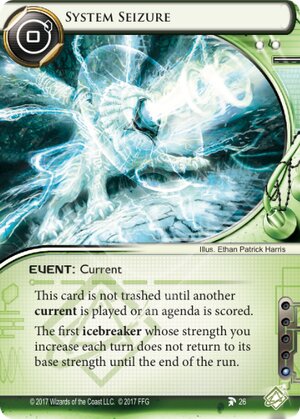 0
SYSTEM SEIZURE
Illus. Ethan Patrick Harris
EVENT: Current
This card is not trashed until another
current is played or an agenda is scored.
The first icebreaker whose strength you
increase each turn does not return to its
base strength until the end of the run.
© 2017 Wizards of the Coast LLC. © 2017 FFG
26